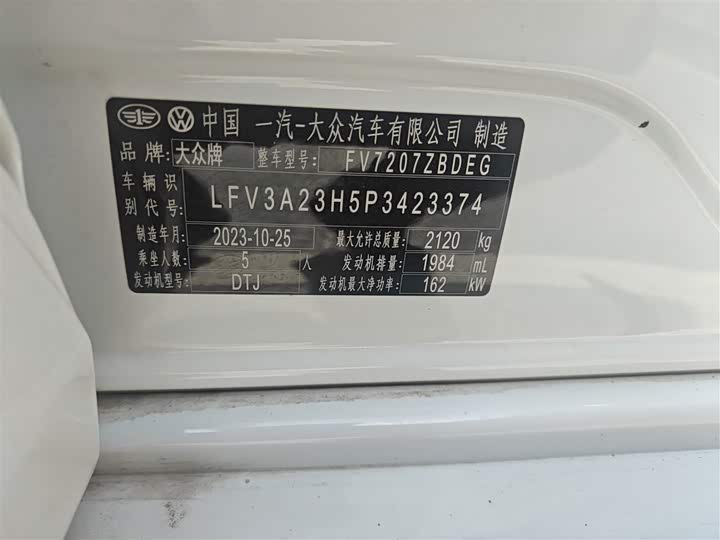 中国 一汽-大众汽车有限公司 制造
品牌: 大众牌 整车型号: FV7207ZBDEG
车辆识别代号: LFV3A23H5P3423374
制造年月: 2023-10-25 最大允许总质量: 2120 kg
乘坐人数: 5 人 发动机排量: 1984 mL
发动机型号: DTJ 发动机最大净功率: 162 kW